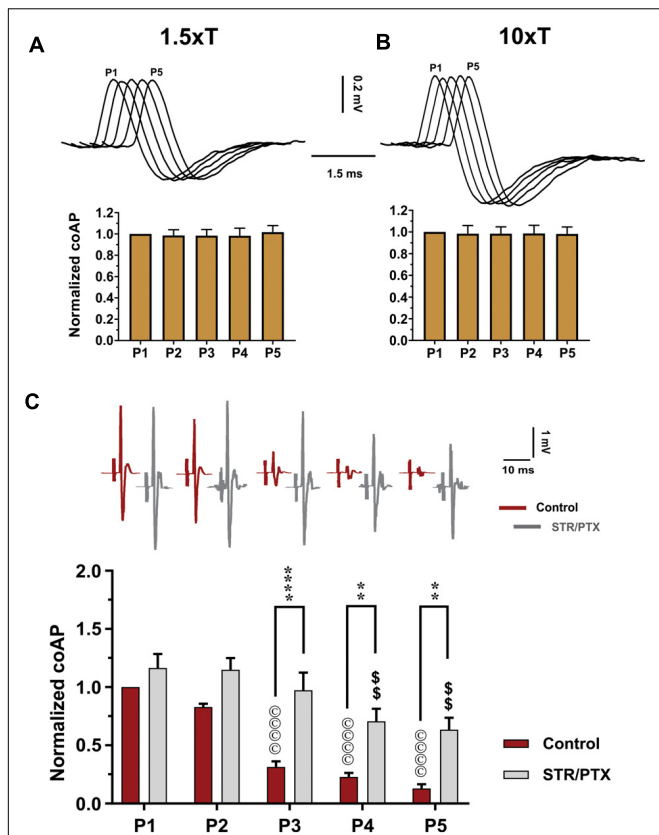 A
1.5xT
B
10xT
P1
P5
P1
P5
0.2 mV
1.5 ms
Normalized coAP
1.2
1.0
0.8
0.6
0.4
0.2
0.0
P1 P2 P3 P4 P5
1.2
1.0
0.8
0.6
0.4
0.2
0.0
P1 P2 P3 P4 P5
C
1 mV
10 ms
Control
STR/PTX
Normalized coAP
2.0
1.5
1.0
0.5
0.0
****
**
**
©©©©
©©©©
$$
©©©©
$$
Control
STR/PTX
P1 P2 P3 P4 P5